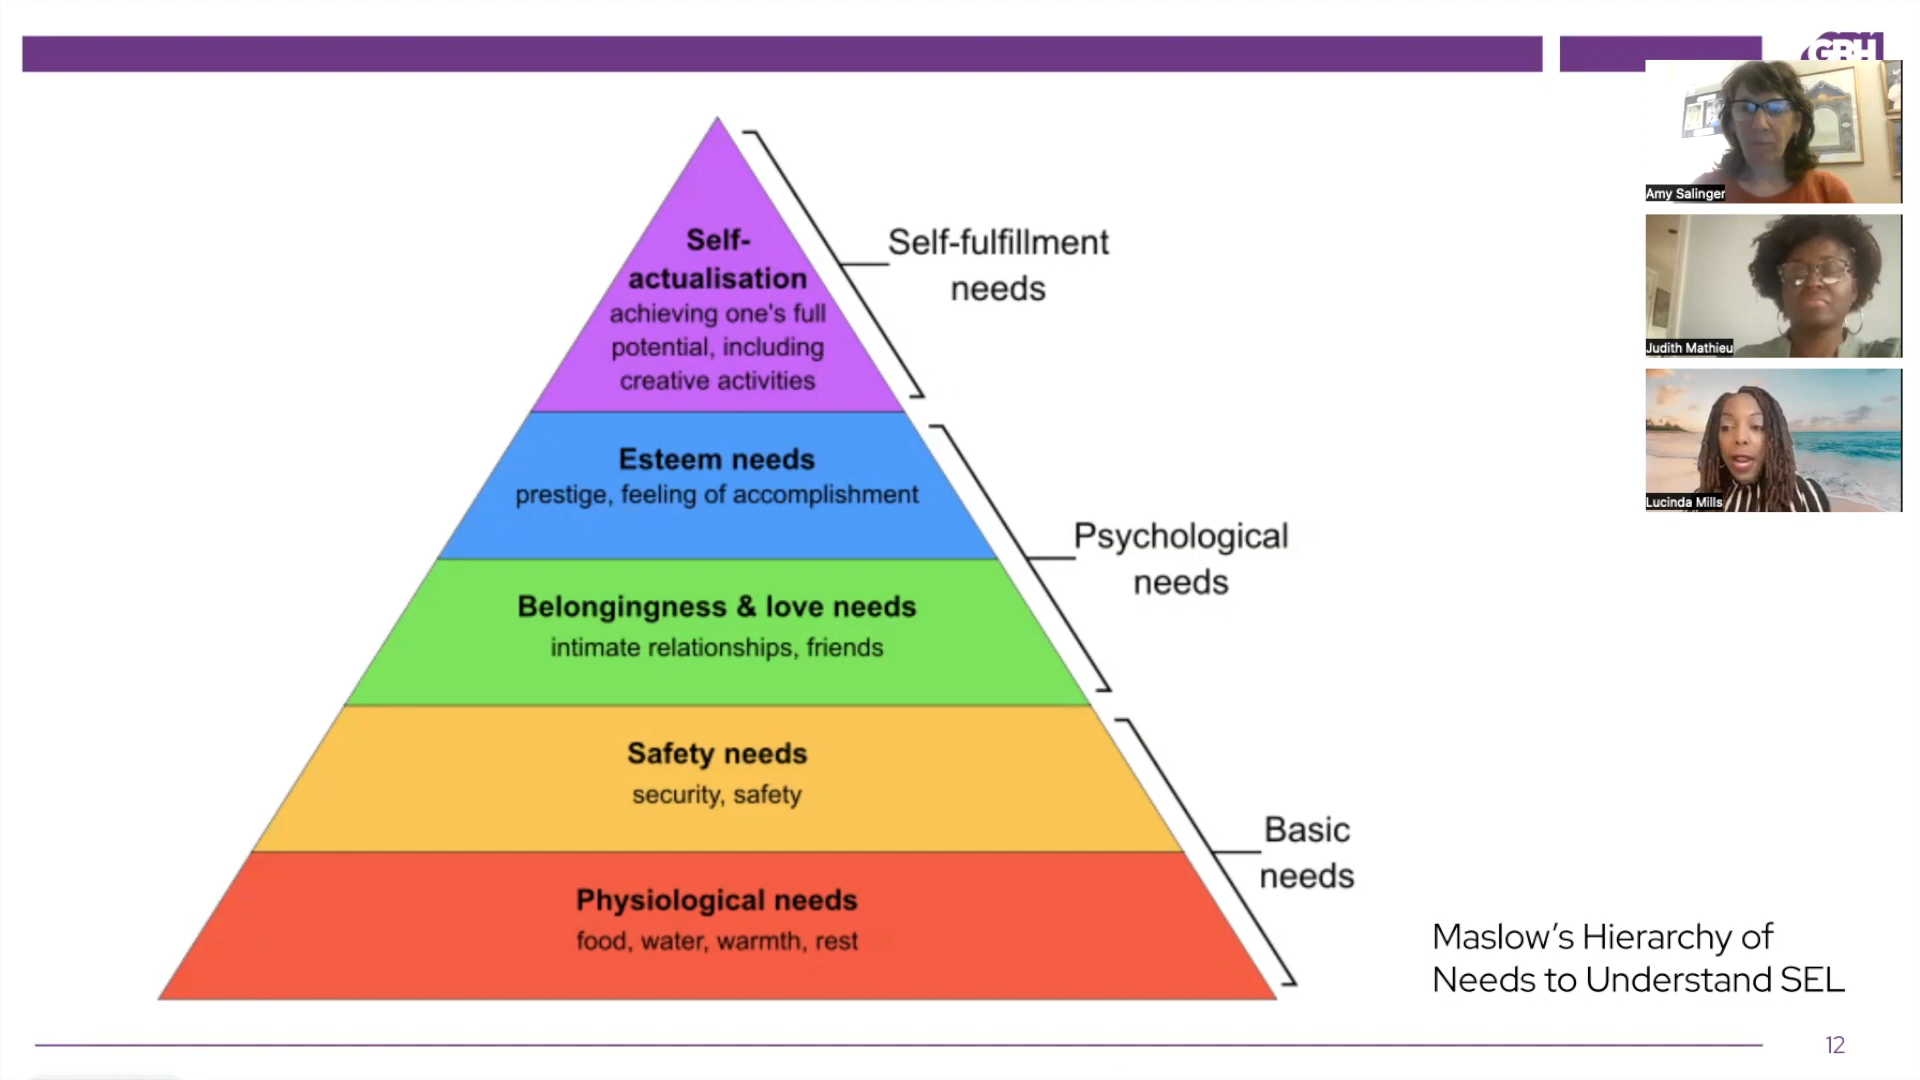 GBH
Self-
actualisation
achieving one's full
potential, including
creative activities
Self-fulfillment
needs
Esteem needs
prestige, feeling of accomplishment
Psychological
needs
Belongingness & love needs
intimate relationships, friends
Safety needs
security, safety
Basic
needs
Physiological needs
food, water, warmth, rest
Maslow's Hierarchy of
Needs to Understand SEL
12
Amy Salinger
Judith Mathieu
Lucinda Mills